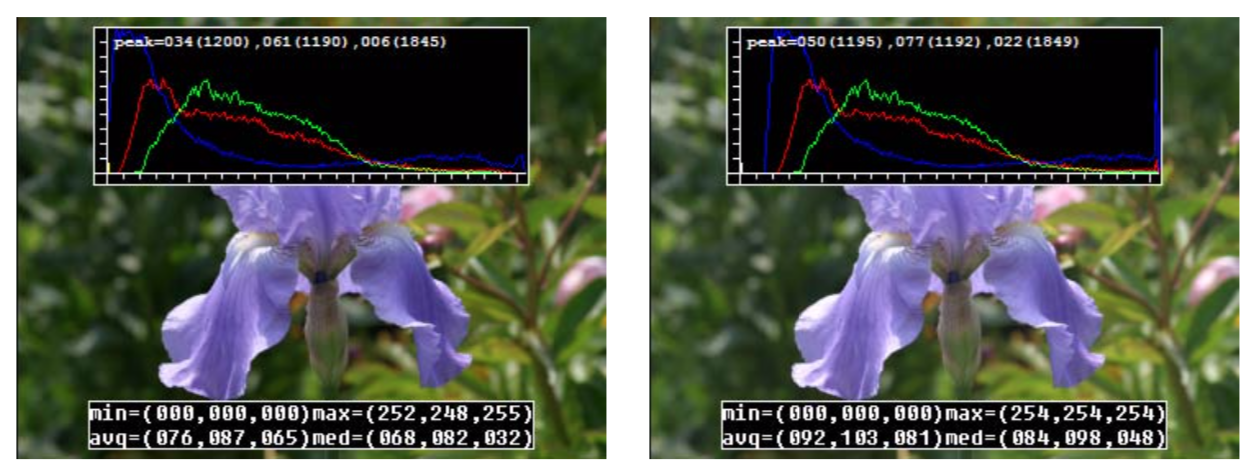 peak=034(1200),061(1190),006(1845)
min=(000,000,000)max=(252,248,255)
avg=(076,087,065)med=(068,082,032)
peak=050(1195),077(1192),022(1849)
min=(000,000,000)max=(254,254,254)
avg=(092,103,081)med=(084,098,048)